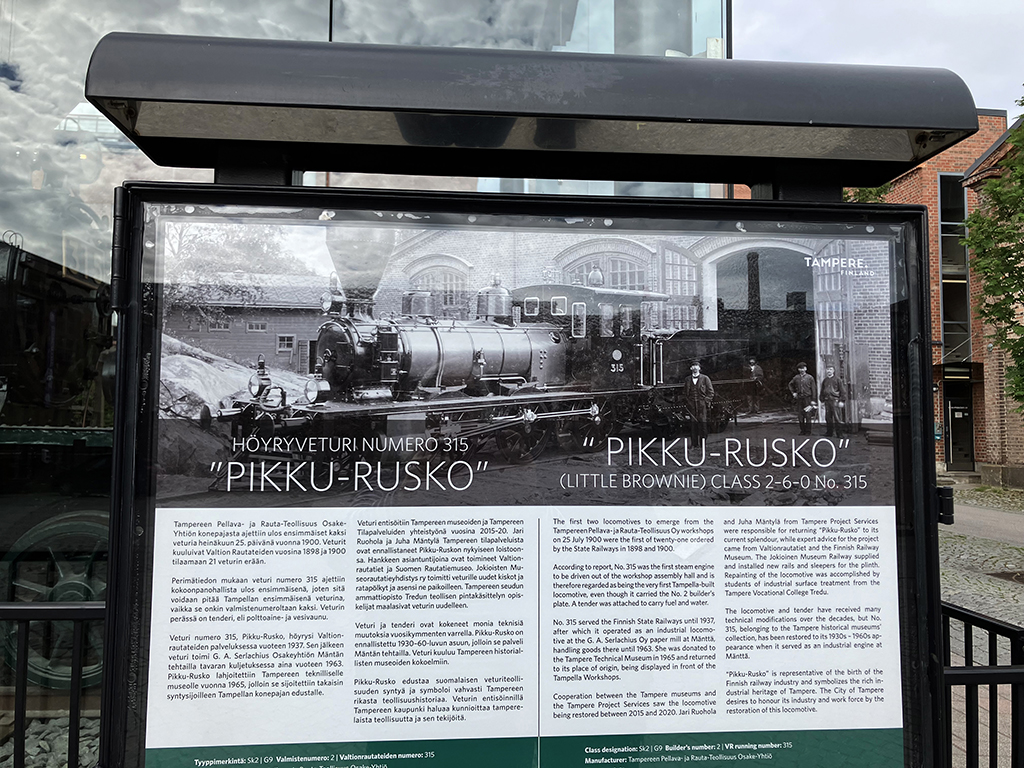 TAMPERE.
FINLAND
315
HÖYRYVETURI NUMERO 315
"PIKKU-RUSKO"
" PIKKU-RUSKO"
(LITTLE BROWNIE) CLASS 2-6-0 No. 315
Tampereen Pellava- ja Rauta-Teollisuus Osake-
Yhtiön konepajasta ajettiin ulos ensimmäiset kaksi
veturia heinäkuun 25. päivänä vuonna 1900. Veturit
kuuluivat Valtion Rautateiden vuosina 1898 ja 1900
tilaamaan 21 veturin erään.
Perimätiedon mukaan veturi numero 315 ajettiin
kokoonpanohallista ulos ensimmäisenä, joten sitä
voidaan pitää Tampellan ensimmäisenä veturina,
vaikka se onkin valmistenumeroltaan kaksi. Veturin
perässä on tenderi, eli polttoaine- ja vesivaunu.
Veturi numero 315, Pikku-Rusko, höyrysi Valtion-
rautateiden palveluksessa vuoteen 1937. Sen jälkeen
veturi toimi G. A. Serlachius Osakeyhtiön Mäntän
tehtailla tavaran kuljetuksessa aina vuoteen 1963.
Pikku-Rusko lahjoitettiin Tampereen tekniselle
museolle vuonna 1965, jolloin se sijoitettiin takaisin
syntysijoilleen Tampellan konepajan edustalle.
Veturi entisöitiin Tampereen museoiden ja Tampereen
Tilapalveluiden yhteistyönä vuosina 2015-20. Jari
Ruohola ja Juha Mäntylä Tampereen tilapalveluista
ovat ennallistaneet Pikku-Ruskon nykyiseen loistoon-
sa. Hankkeen asiantuntijoina ovat toimineet Valtion-
rautatiet ja Suomen Rautatiemuseo. Jokioisten Mu-
seorautatieyhdistys ry toimitti veturille uudet kiskot ja
ratapölkyt ja asensi ne paikoilleen. Tampereen seudun
ammattiopisto Tredun teollisen pintakäsittelyn opis-
kelijat maalasivat veturin uudelleen.
Veturi ja tenderi ovat kokeneet monia teknisiä
muutoksia vuosikymmenten varrella. Pikku-Rusko on
ennallistettu 1930-60-luvun asuun, jolloin se palveli
Mäntän tehtailla. Veturi kuuluu Tampereen historial-
listen museoiden kokoelmiin.
Pikku-Rusko edustaa suomalaisen veturiteolli-
suuden syntyä ja symboloi vahvasti Tampereen
rikasta teollisuushistoriaa. Veturin entisöinnillä
Tampereen kaupunki haluaa kunnioittaa tampere-
laista teollisuutta ja sen tekijöitä.
The first two locomotives to emerge from the
Tampereen Pellava- ja Rauta-Teollisuus Oy workshops
on 25 July 1900 were the first of twenty-one ordered
by the State Railways in 1898 and 1900.
According to report, No. 315 was the first steam engine
to be driven out of the workshop assembly hall and is
therefore regarded as being the very first Tampella-built
locomotive, even though it carried the No. 2 builder's
plate. A tender was attached to carry fuel and water.
No. 315 served the Finnish State Railways until 1937,
after which it operated as an industrial locomo-
tive at the G. A. Serlachius Oy paper mill at Mänttä,
handling goods there until 1963. She was donated to
the Tampere Technical Museum in 1965 and returned
to its place of origin, being displayed in front of the
Tampella Workshops.
Cooperation between the Tampere museums and
the Tampere Project Services saw the locomotive
being restored between 2015 and 2020. Jari Ruohola
and Juha Mäntylä from Tampere Project Services
were responsible for returning "Pikku-Rusko" to its
current splendour, while expert advice for the project
came from Valtionrautatiet and the Finnish Railway
Museum. The Jokioinen Museum Railway supplied
and installed new rails and sleepers for the plinth.
Repainting of the locomotive was accomplished by
students of industrial surface treatment from the
Tampere Vocational College Tredu.
The locomotive and tender have received many
technical modifications over the decades, but No.
315, belonging to the Tampere historical museums'
collection, has been restored to its 1930s - 1960s ap-
pearance when it served as an industrial engine at
Mänttä.
"Pikku-Rusko" is representative of the birth of the
Finnish railway industry and symbolizes the rich in-
dustrial heritage of Tampere. The City of Tampere
desires to honour its industry and work force by the
restoration of this locomotive.
Tyyppimerkintä: Sk2 | G9 Valmistenumero: 2 | Valtionrautateiden numero: 315
Pellava- ja Rauta-Teollisuus Osake-Yhtiö
Class designation: Sk2 | G9 Builder's number: 2 | VR running number: 315
Manufacturer: Tampereen Pellava- ja Rauta-Teollisuus Osake-Yhtiö